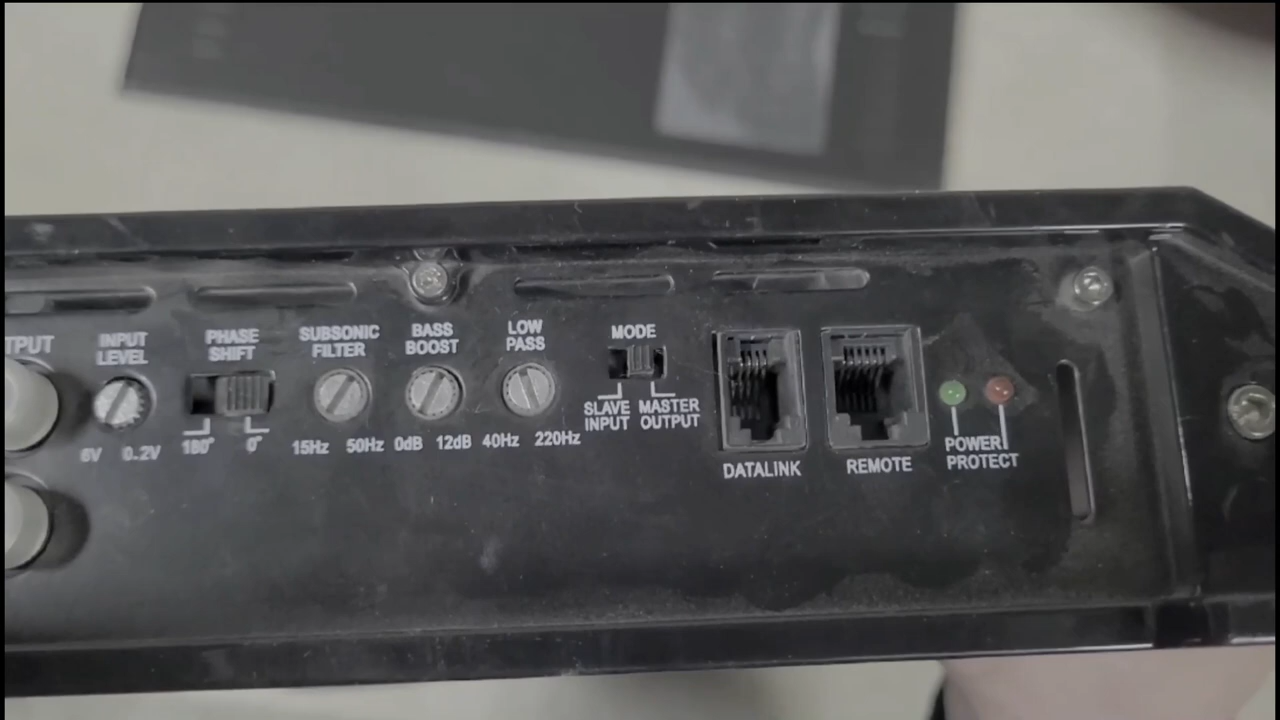 TPUT
INPUT
LEVEL
6V 0.2V
PHASE
SHIFT
180° 0°
SUBSONIC
FILTER
15Hz 50Hz
BASS
BOOST
0dB 12dB
LOW
PASS
40Hz 220Hz
MODE
SLAVE
INPUT
MASTER
OUTPUT
DATALINK
REMOTE
POWER
PROTECT